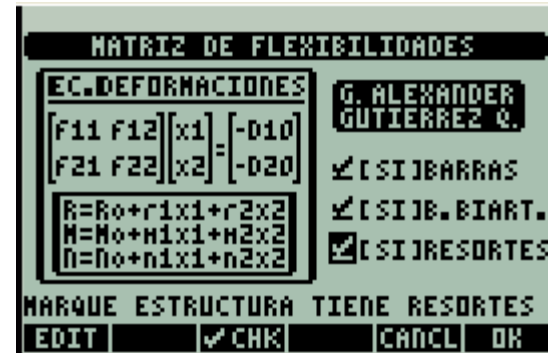 MATRIZ DE FLEXIBILIDADES
EC.DEFORMACIONES
[F11 F12][x1]=[-D10]
[F21 F22][x2] [-D20]
R=Ro+r1x1+r2x2
M=Mo+m1x1+m2x2
n=no+n1x1+n2x2
G. ALEXANDER
GUTIERREZ Q.
✓[SI]BARRAS
✓[SI]B.BIART.
✓[SI]RESORTES
MARQUE ESTRUCTURA TIENE RESORTES
EDIT ✓CHK CANCL OK